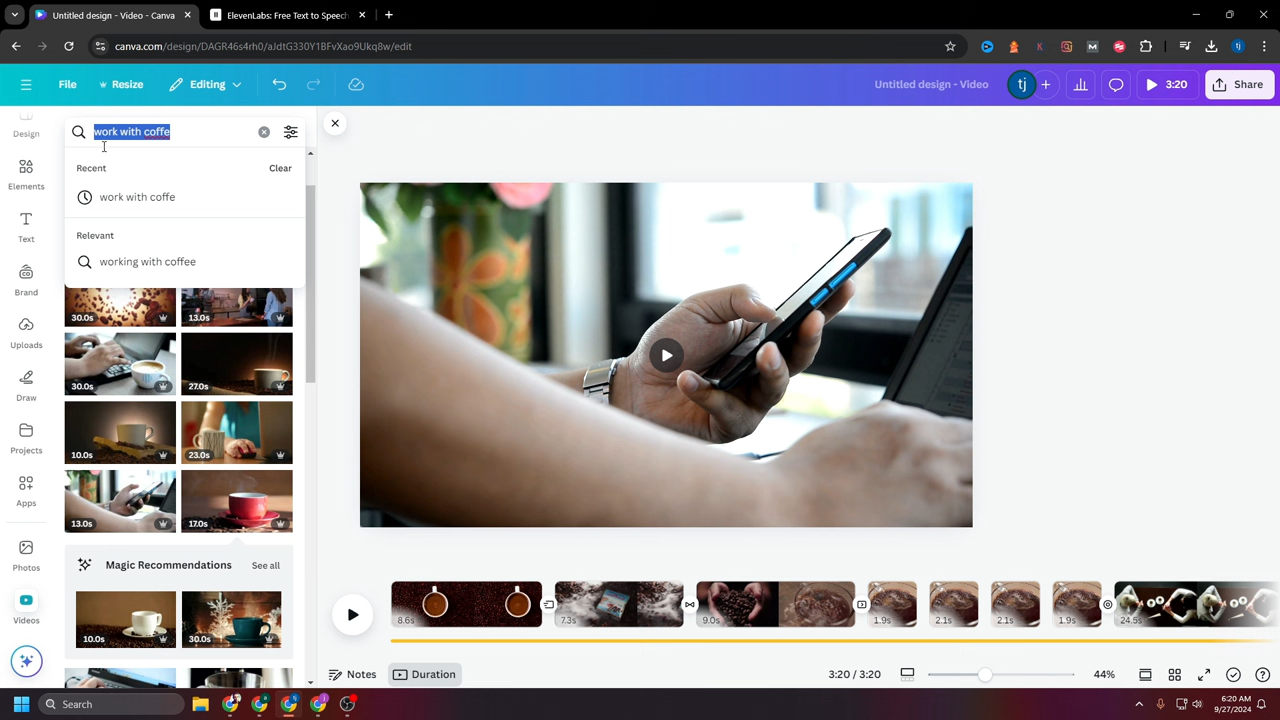 Untitled design - Video
ElevenLabs: Free Text to Speech
canva.com/design/DAGR46s4rh0/aJdtG330Y1BFvXao9Ukq8w/edit
File
Resize
Editing
Untitled design - Video
tj
3:20
Share
Design
Elements
Text
Brand
Uploads
Draw
Projects
Apps
Photos
Videos
work with coffe
Recent
Clear
work with coffe
Relevant
working with coffee
30.0s
13.0s
30.0s
27.0s
10.0s
23.0s
13.0s
17.0s
Magic Recommendations
See all
10.0s
30.0s
8.6s
7.3s
9.0s
1.9s
2.1s
2.1s
1.9s
24.5s
Notes
Duration
3:20 / 3:20
44%
Search
6:20 AM
9/27/2024